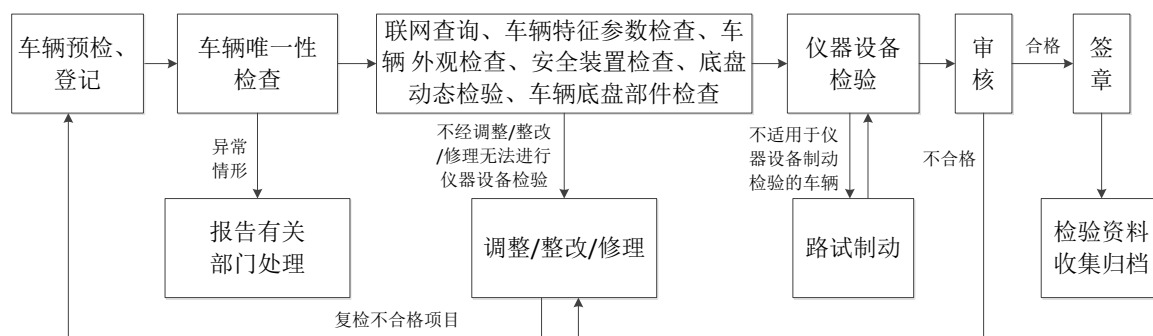 车辆预检、
登记
车辆唯一性
检查
联网查询、车辆特征参数检查、车
辆 外观检查、安全装置检查、底盘
动态检验、车辆底盘部件检查
仪器设备
检验
审
核
合格
签
章
异常
情形
不经调整/整改
/修理无法进行
仪器设备检验
不适用于仪
器设备制动
检验的车辆
不合格
报告有关
部门处理
调整/整改/修理
路试制动
检验资料
收集归档
复检不合格项目